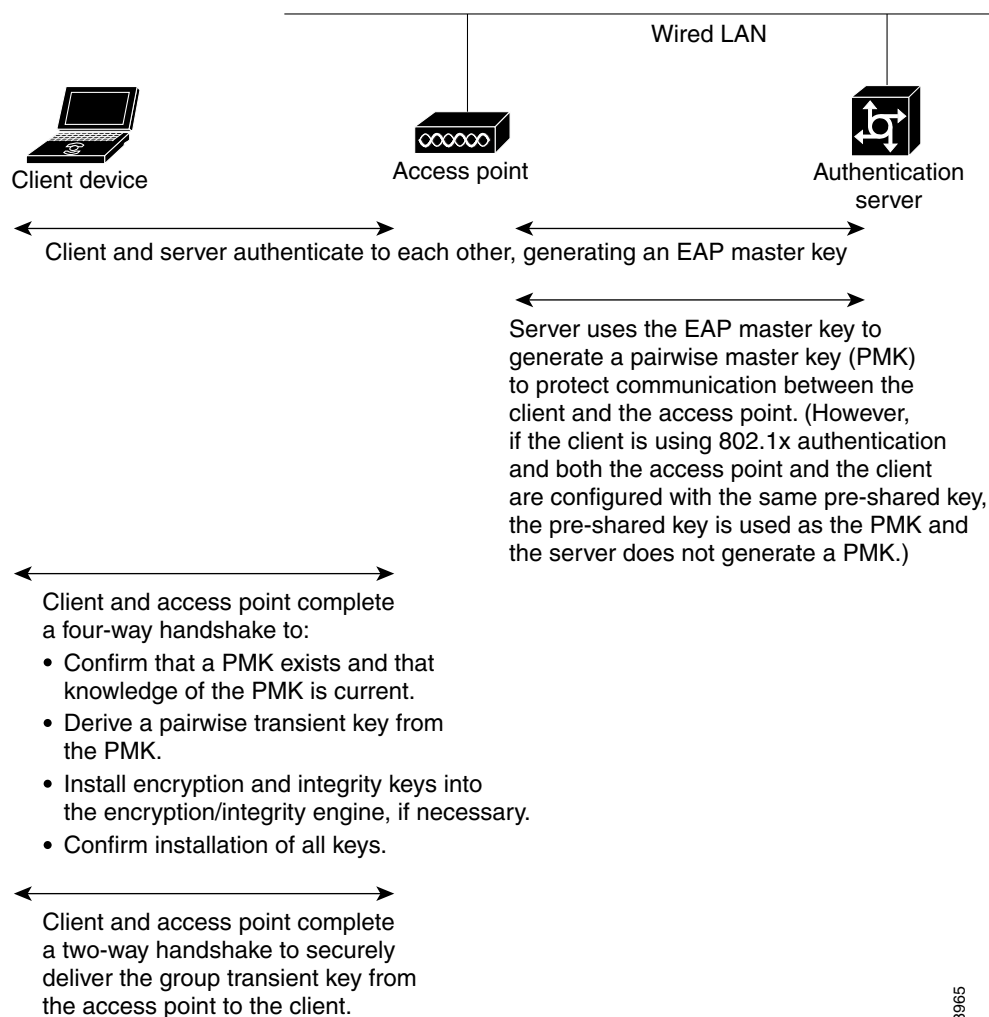 Wired LAN
Client device
Access point
Authentication
server
Client and server authenticate to each other, generating an EAP master key
Server uses the EAP master key to
generate a pairwise master key (PMK)
to protect communication between the
client and the access point. (However,
if the client is using 802.1x authentication
and both the access point and the client
are configured with the same pre-shared key,
the pre-shared key is used as the PMK and
the server does not generate a PMK.)
Client and access point complete
a four-way handshake to:
• Confirm that a PMK exists and that
knowledge of the PMK is current.
• Derive a pairwise transient key from
the PMK.
• Install encryption and integrity keys into
the encryption/integrity engine, if necessary.
• Confirm installation of all keys.
Client and access point complete
a two-way handshake to securely
deliver the group transient key from
the access point to the client.